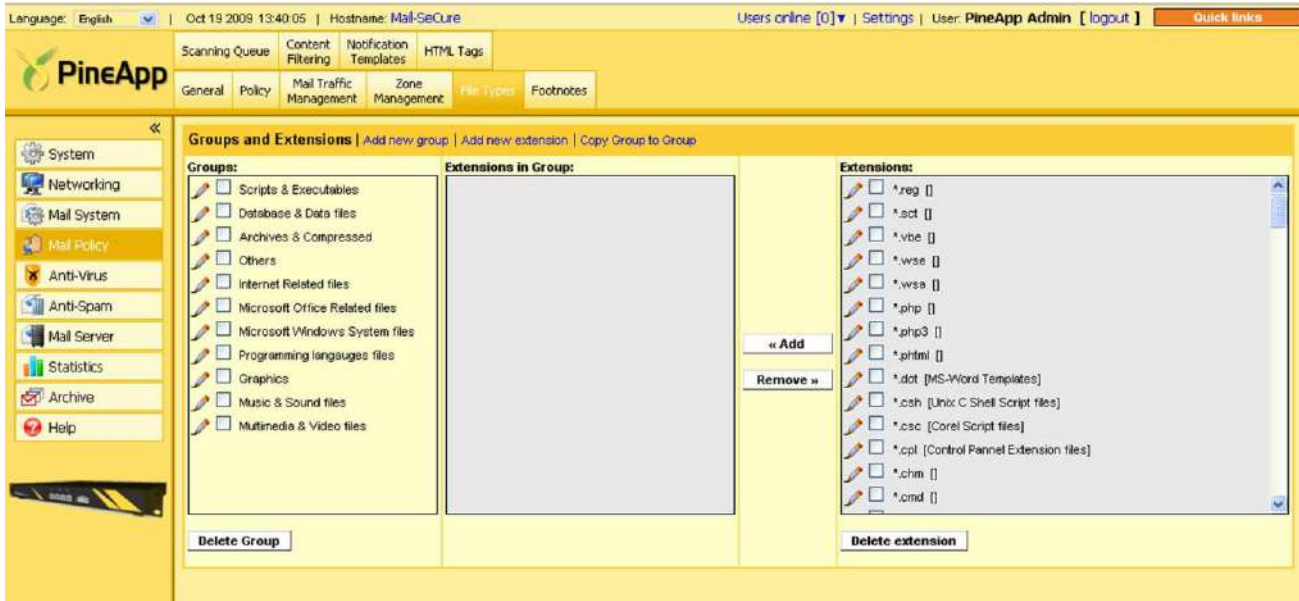 Language: English | Oct 19 2009 13:40:05 | Hostname: Mail-SeCure Users online [0]▾ | Settings | User: PineApp Admin [ logout ] Quick links
PineApp
Scanning Queue Content Filtering Notification Templates HTML Tags
General Policy Mail Traffic Management Zone Management File Types Footnotes
«
System
Networking
Mail System
Mail Policy
Anti-Virus
Anti-Spam
Mail Server
Statistics
Archive
Help
Groups and Extensions | Add new group | Add new extension | Copy Group to Group
Groups:
Scripts & Executables
Database & Data files
Archives & Compressed
Others
Internet Related files
Microsoft Office Related files
Microsoft Windows System files
Programming langauges files
Graphics
Music & Sound files
Multimedia & Video files
Delete Group
Extensions in Group:
« Add
Remove »
Extensions:
*.reg []
*.sct []
*.vbe []
*.wse []
*.wsa []
*.php []
*.php3 []
*.phtml []
*.dot [MS-Word Templates]
*.csh [Unix C Shell Script files]
*.csc [Corel Script files]
*.cpl [Control Pannel Extension files]
*.chm []
*.cmd []
Delete extension